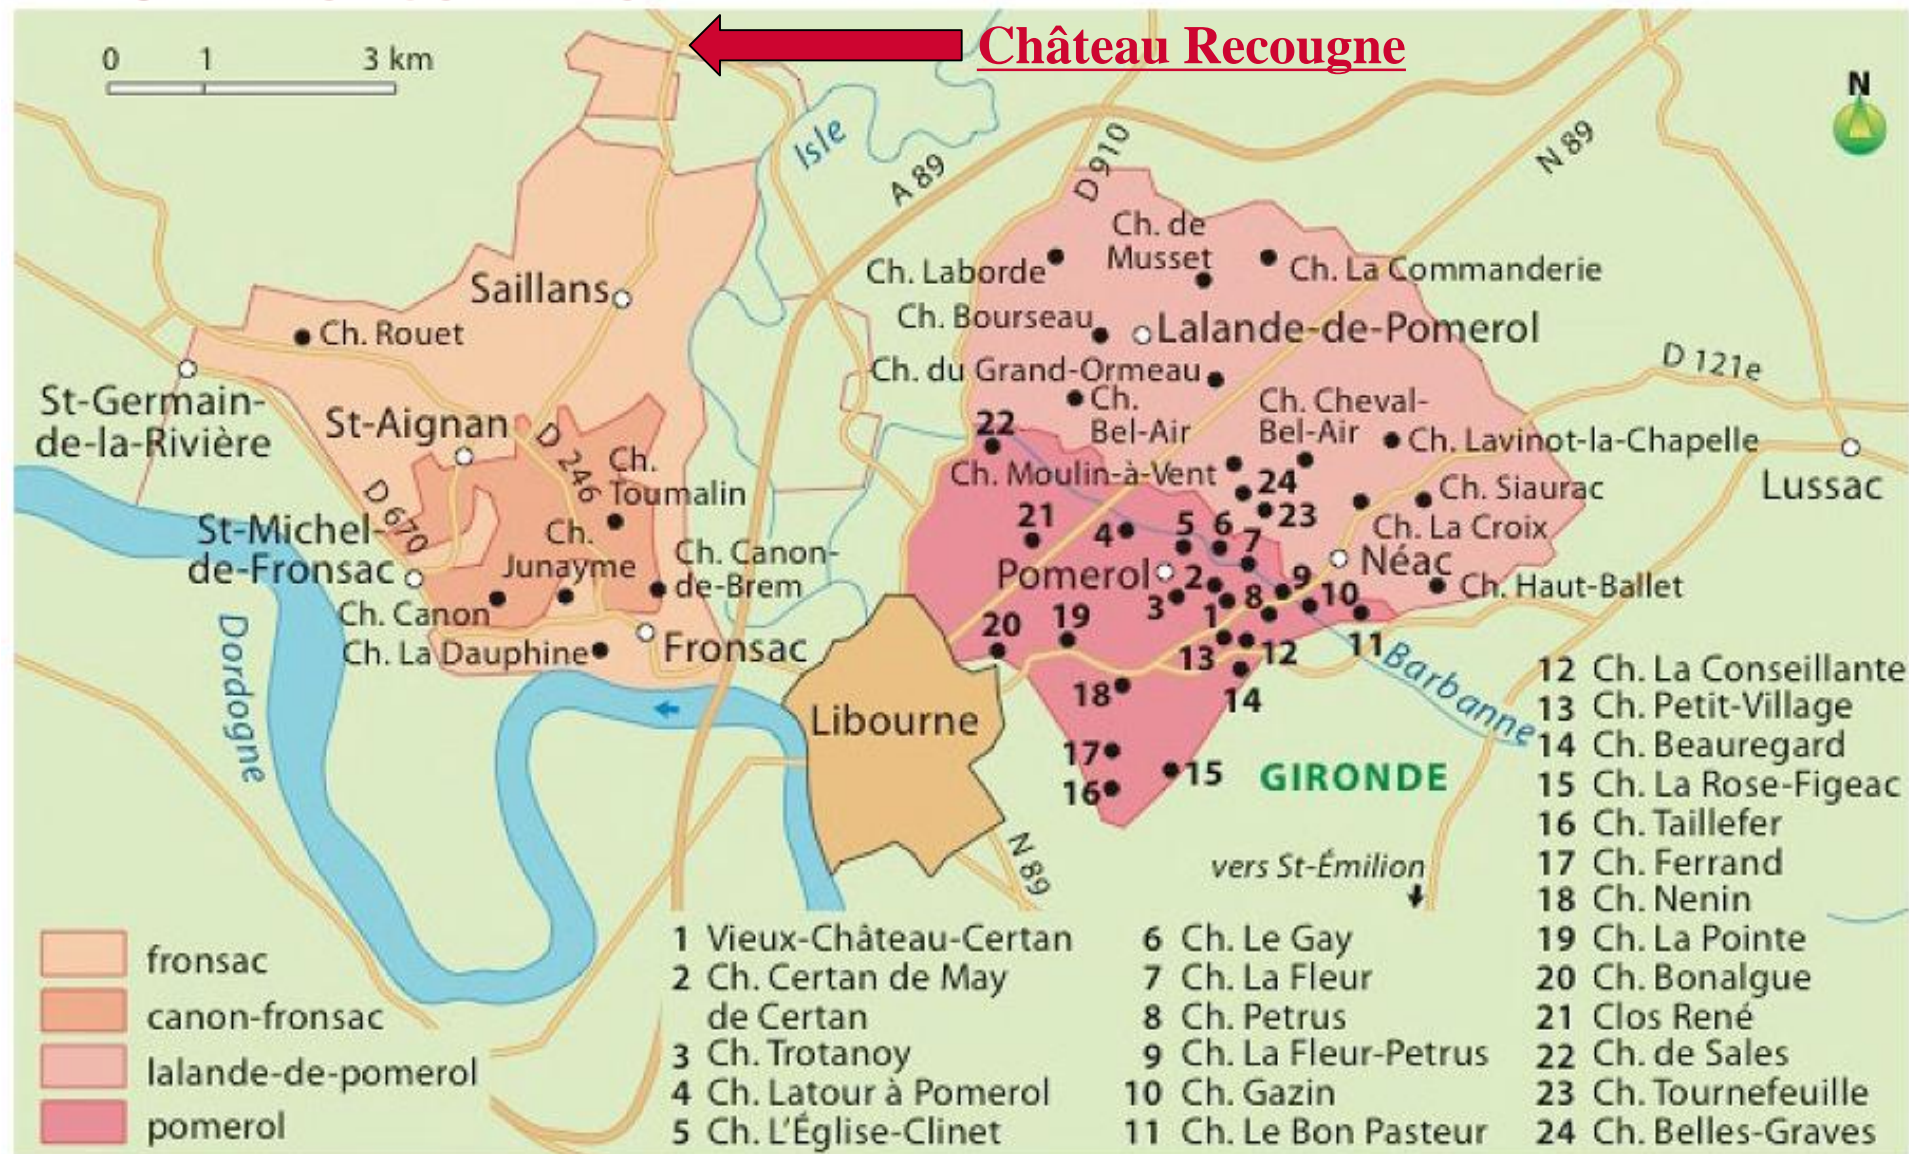 0 1 3 km
Château Recougne
N
Isle
A 89
D 910
N 89
Ch. de
Musset
Ch. Laborde
Ch. La Commanderie
Saillans
Ch. Bourseau
Lalande-de-Pomerol
Ch. Rouet
D 121e
Ch. du Grand-Ormeau
St-Germain-
de-la-Rivière
St-Aignan
Ch.
Bel-Air
Ch. Cheval-
Bel-Air
22
Ch. Lavinot-la-Chapelle
D 246
Ch.
Toumalin
Ch. Moulin-à-Vent
24
Ch. Siaurac
Lussac
D 670
St-Michel-
de-Fronsac
21
4
5
6
7
23
Ch. La Croix
Ch.
Junayme
Ch. Canon-
de-Brem
Pomerol
2
9
Néac
Ch. Canon
3
1
8
10
Ch. Haut-Ballet
Dordogne
20
19
Ch. La Dauphine
Fronsac
13
12
11
Barbanne
18
14
Libourne
17
15
16
GIRONDE
N 89
vers St-Émilion
fronsac
canon-fronsac
lalande-de-pomerol
pomerol
1 Vieux-Château-Certan
2 Ch. Certan de May
de Certan
3 Ch. Trotanoy
4 Ch. Latour à Pomerol
5 Ch. L'Église-Clinet
6 Ch. Le Gay
7 Ch. La Fleur
8 Ch. Petrus
9 Ch. La Fleur-Petrus
10 Ch. Gazin
11 Ch. Le Bon Pasteur
12 Ch. La Conseillante
13 Ch. Petit-Village
14 Ch. Beauregard
15 Ch. La Rose-Figeac
16 Ch. Taillefer
17 Ch. Ferrand
18 Ch. Nenin
19 Ch. La Pointe
20 Ch. Bonalgue
21 Clos René
22 Ch. de Sales
23 Ch. Tournefeuille
24 Ch. Belles-Graves